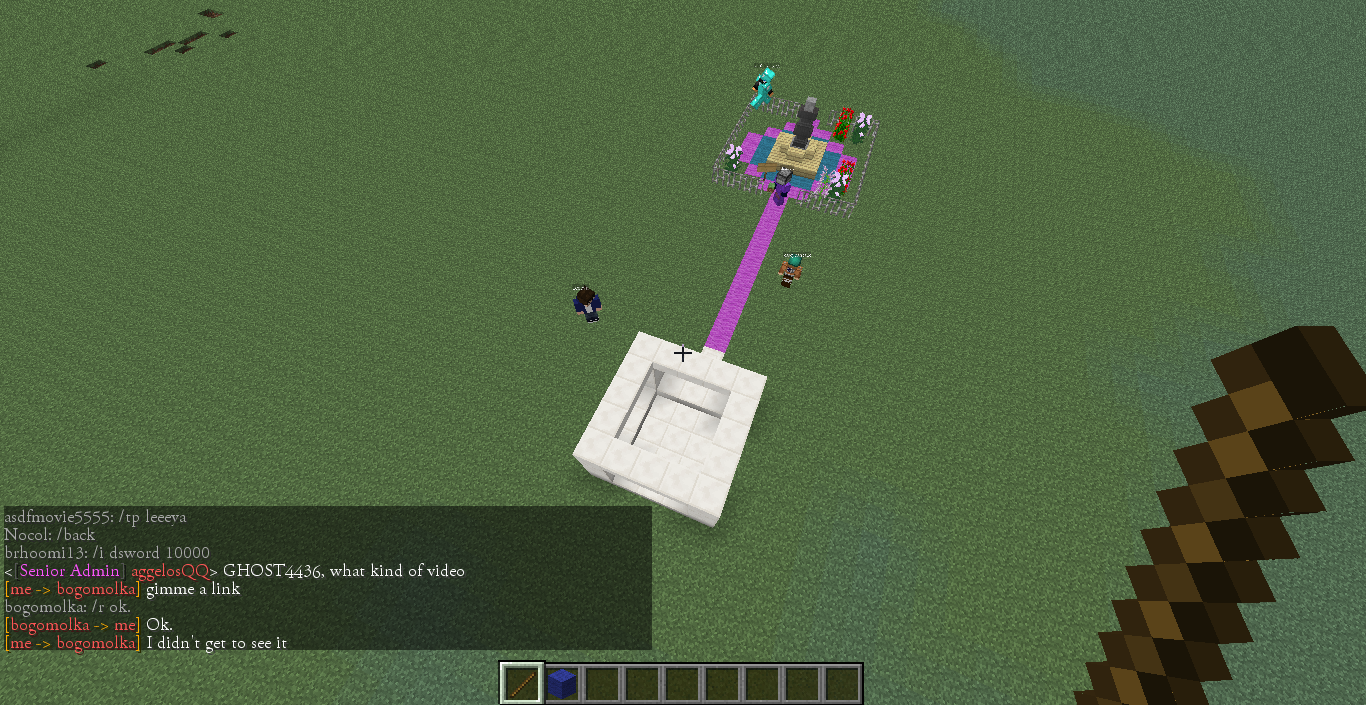 asdfmovie5555: /tp leeeya
Nocol: /back
brhoomi13: /i dsword 10000
<[Senior Admin] aggelosQQ> GHOST4436, what kind of video
[me -> bogomolka] gimme a link
bogomolka: /r ok.
[bogomolka -> me] Ok.
[me -> bogomolka] I didn't get to see it